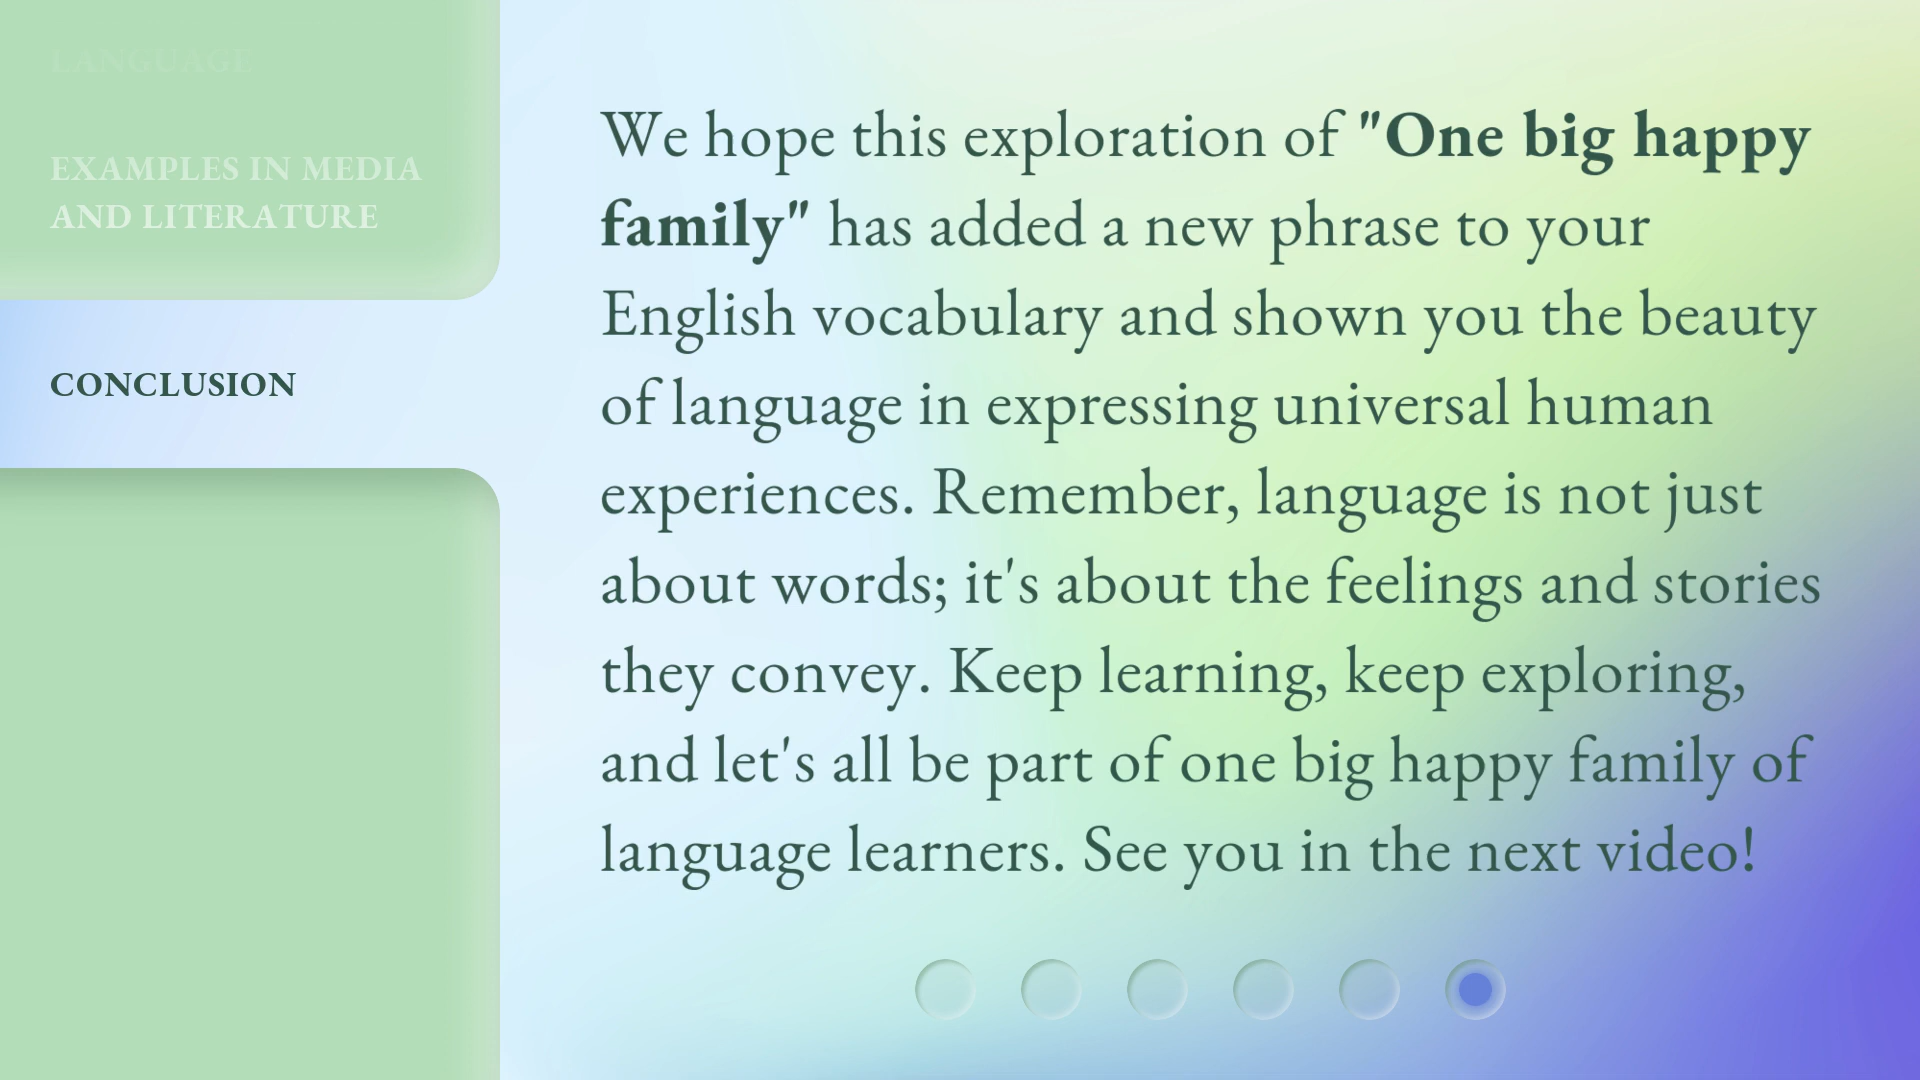 LANGUAGE
EXAMPLES IN MEDIA
AND LITERATURE
CONCLUSION
We hope this exploration of "One big happy
family" has added a new phrase to your
English vocabulary and shown you the beauty
of language in expressing universal human
experiences. Remember, language is not just
about words; it's about the feelings and stories
they convey. Keep learning, keep exploring,
and let's all be part of one big happy family of
language learners. See you in the next video!